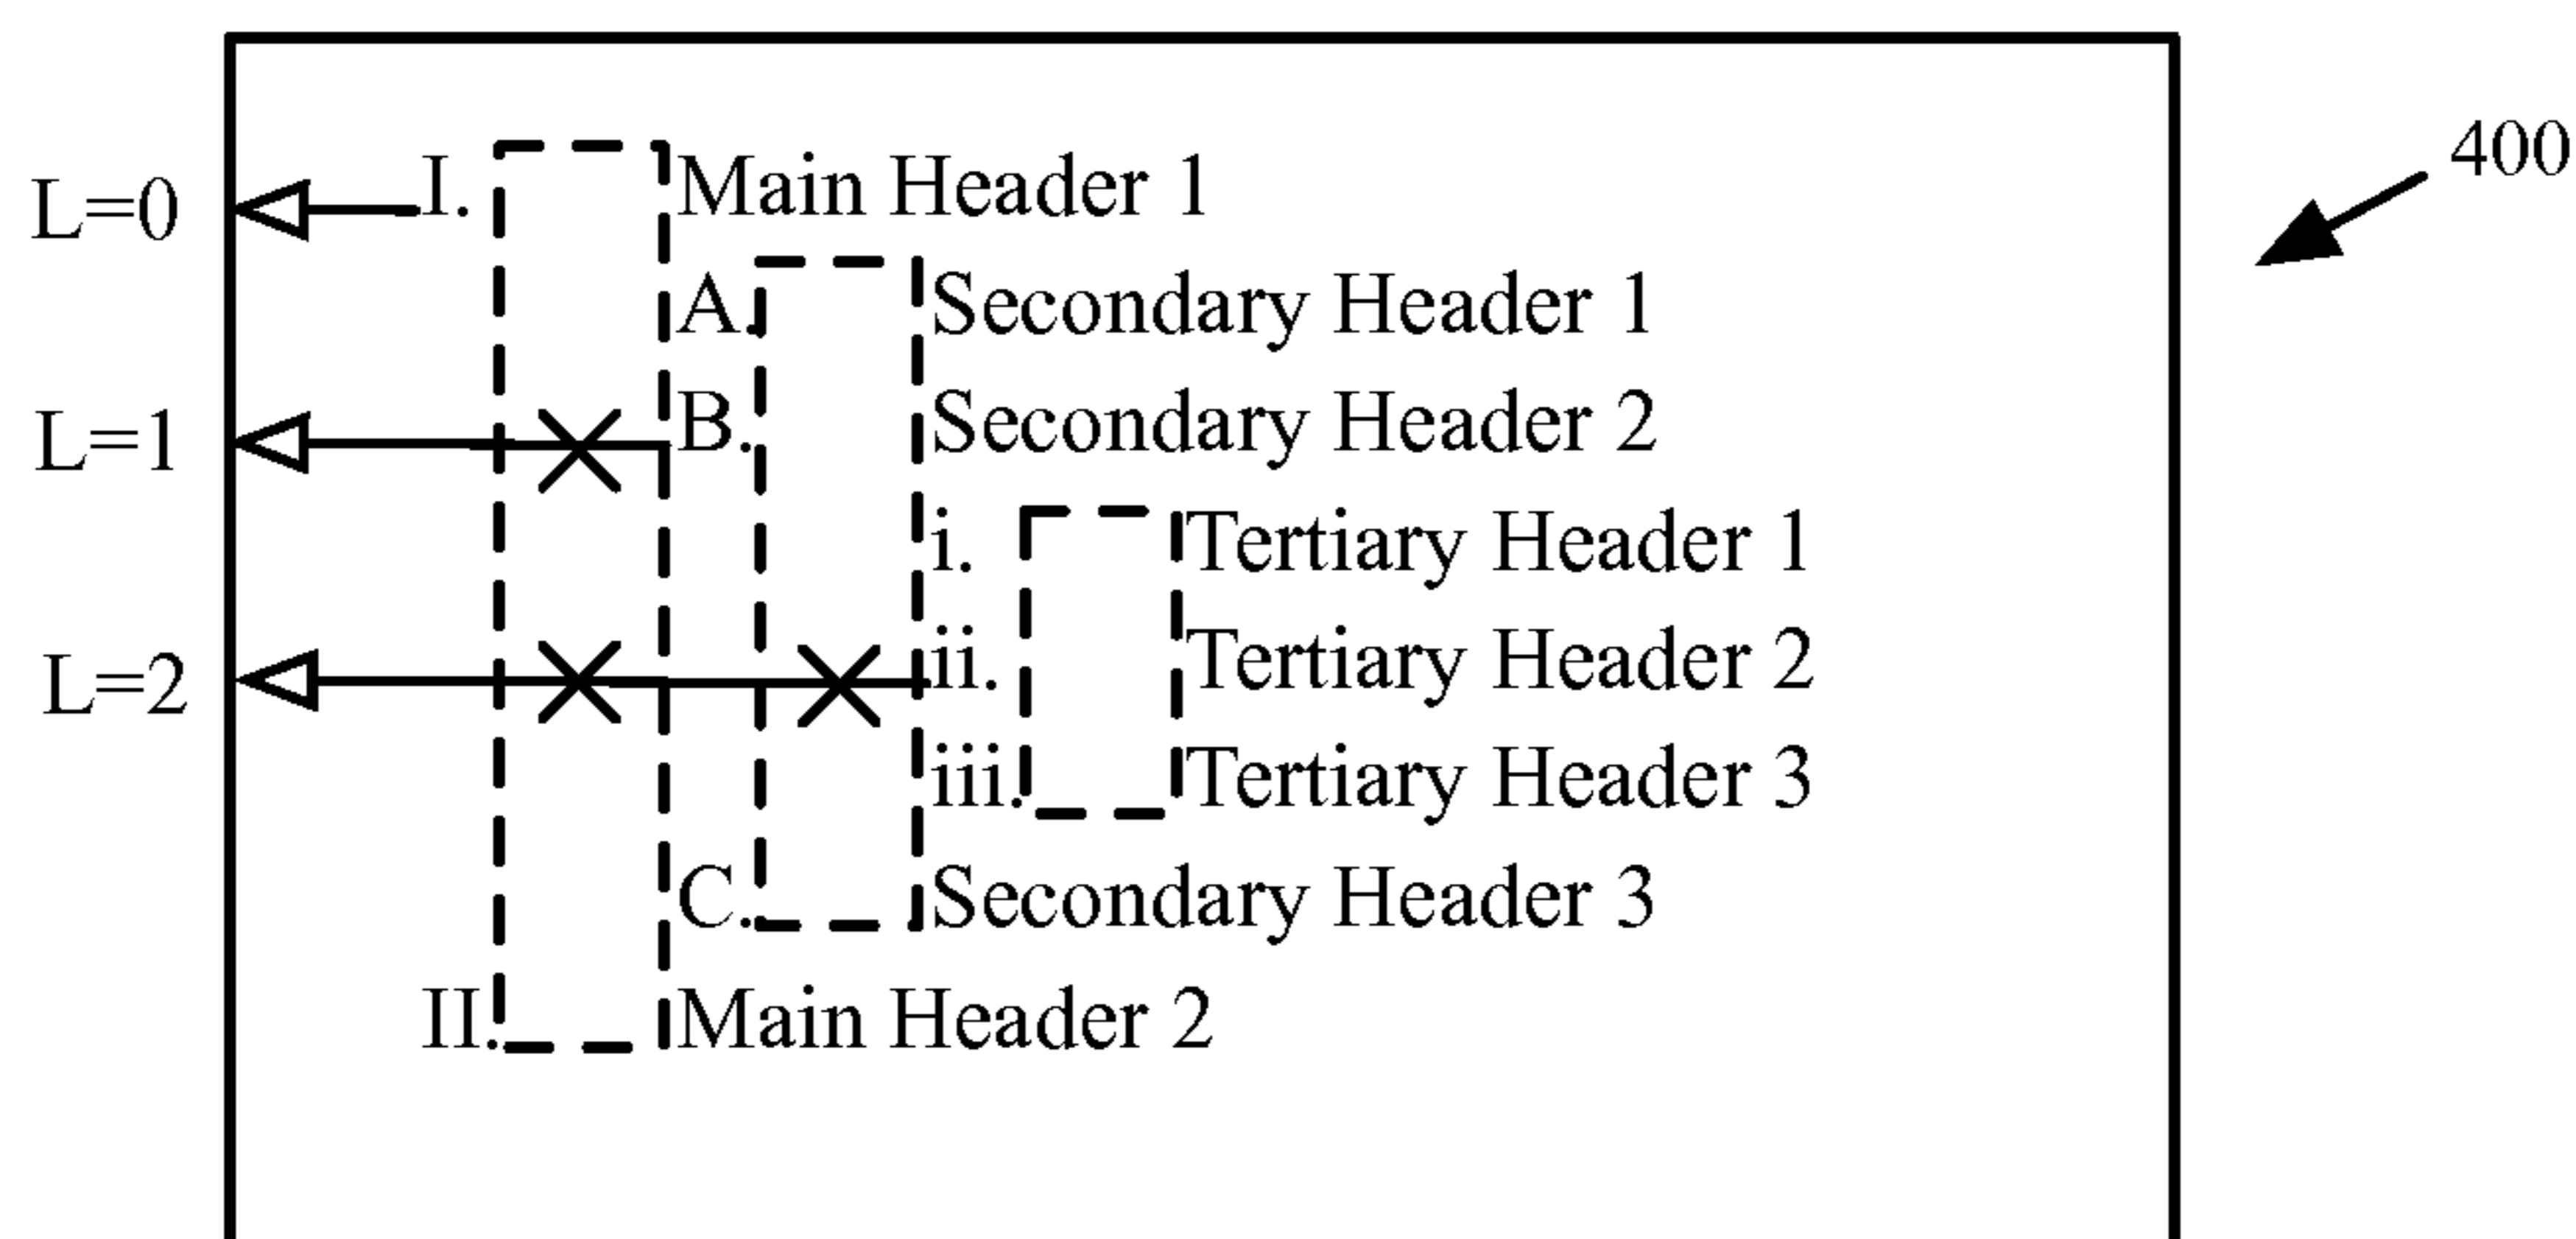 L=0 I. Main Header 1 400
A. Secondary Header 1
L=1 B. Secondary Header 2
i. Tertiary Header 1
L=2 ii. Tertiary Header 2
iii. Tertiary Header 3
C. Secondary Header 3
II. Main Header 2